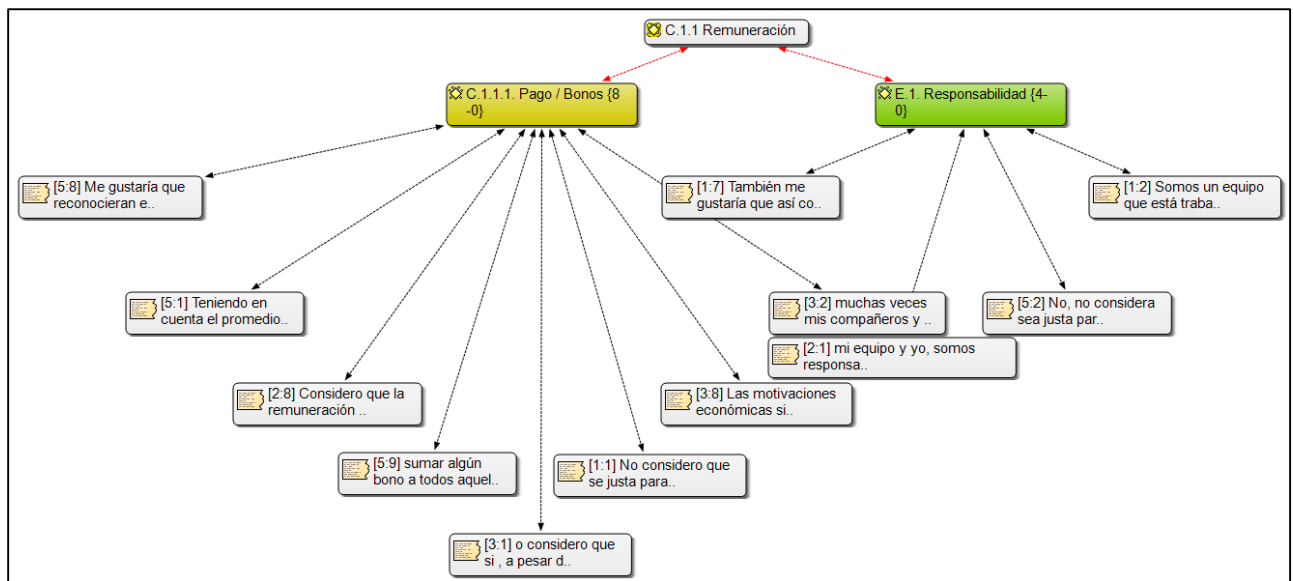 C.1.1 Remuneración
C.1.1.1. Pago / Bonos {8
-0}
E.1. Responsabilidad {4-
0}
[5:8] Me gustaría que
reconocieran e..
[1:7] También me
gustaría que así co..
[1:2] Somos un equipo
que está traba..
[5:1] Teniendo en
cuenta el promedio..
[3:2] muchas veces
mis compañeros y ..
[5:2] No, no considera
sea justa par..
[2:1] mi equipo y yo, somos
responsa..
[2:8] Considero que la
remuneración ..
[3:8] Las motivaciones
económicas si..
[5:9] sumar algún
bono a todos aquel..
[1:1] No considero que
se justa para..
[3:1] o considero que
si , a pesar d..